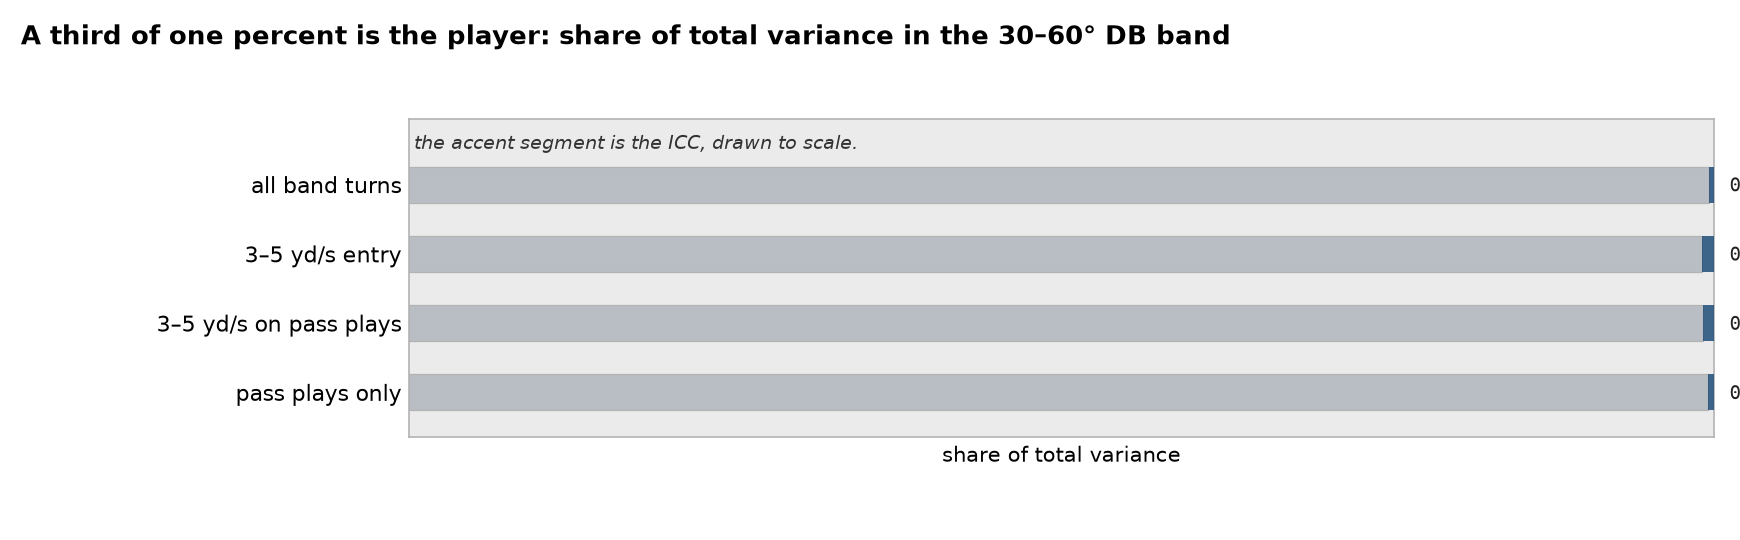 A third of one percent is the player: share of total variance in the 30–60° DB band
the accent segment is the ICC, drawn to scale.
all band turns 0
3–5 yd/s entry 0
3–5 yd/s on pass plays 0
pass plays only 0
share of total variance